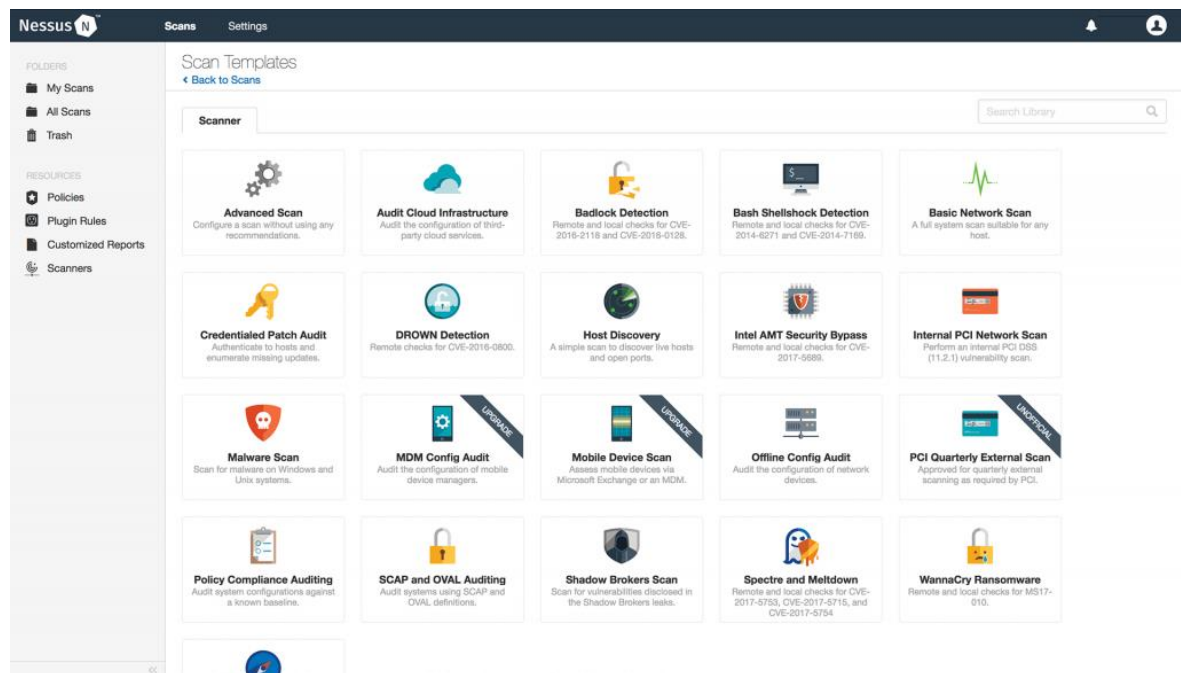 Nessus N
Scans
Settings
FOLDERS
My Scans
All Scans
Trash
RESOURCES
Policies
Plugin Rules
Customized Reports
Scanners
Scan Templates
Back to Scans
Scanner
Search Library
Advanced Scan
Configure a scan without using any
recommendations.
Audit Cloud Infrastructure
Audit the configuration of third-
party cloud services.
Badlock Detection
Remote and local checks for CVE-
2016-2118 and CVE-2016-0128.
Bash Shellshock Detection
Remote and local checks for CVE-
2014-6271 and CVE-2014-7169.
Basic Network Scan
A full system scan suitable for any
host.
Credentialed Patch Audit
Authenticate to hosts and
enumerate missing updates.
DROWN Detection
Remote checks for CVE-2016-0800.
Host Discovery
A simple scan to discover live hosts
and open ports.
Intel AMT Security Bypass
Remote and local checks for CVE-
2017-5689.
Internal PCI Network Scan
Perform an internal PCI DSS
(11.2.1) vulnerability scan.
Malware Scan
Scan for malware on Windows and
Unix systems.
UPGRADE
MDM Config Audit
Audit the configuration of mobile
device managers.
UPGRADE
Mobile Device Scan
Assess mobile devices via
Microsoft Exchange or an MDM.
Offline Config Audit
Audit the configuration of network
devices.
UNOFFICIAL
PCI Quarterly External Scan
Approved for quarterly external
scanning as required by PCI.
Policy Compliance Auditing
Audit system configurations against
a known baseline.
SCAP and OVAL Auditing
Audit systems using SCAP and
OVAL definitions.
Shadow Brokers Scan
Scan for vulnerabilities disclosed in
the Shadow Brokers leaks.
Spectre and Meltdown
Remote and local checks for CVE-
2017-5753, CVE-2017-5715, and
CVE-2017-5754
WannaCry Ransomware
Remote and local checks for MS17-
010.